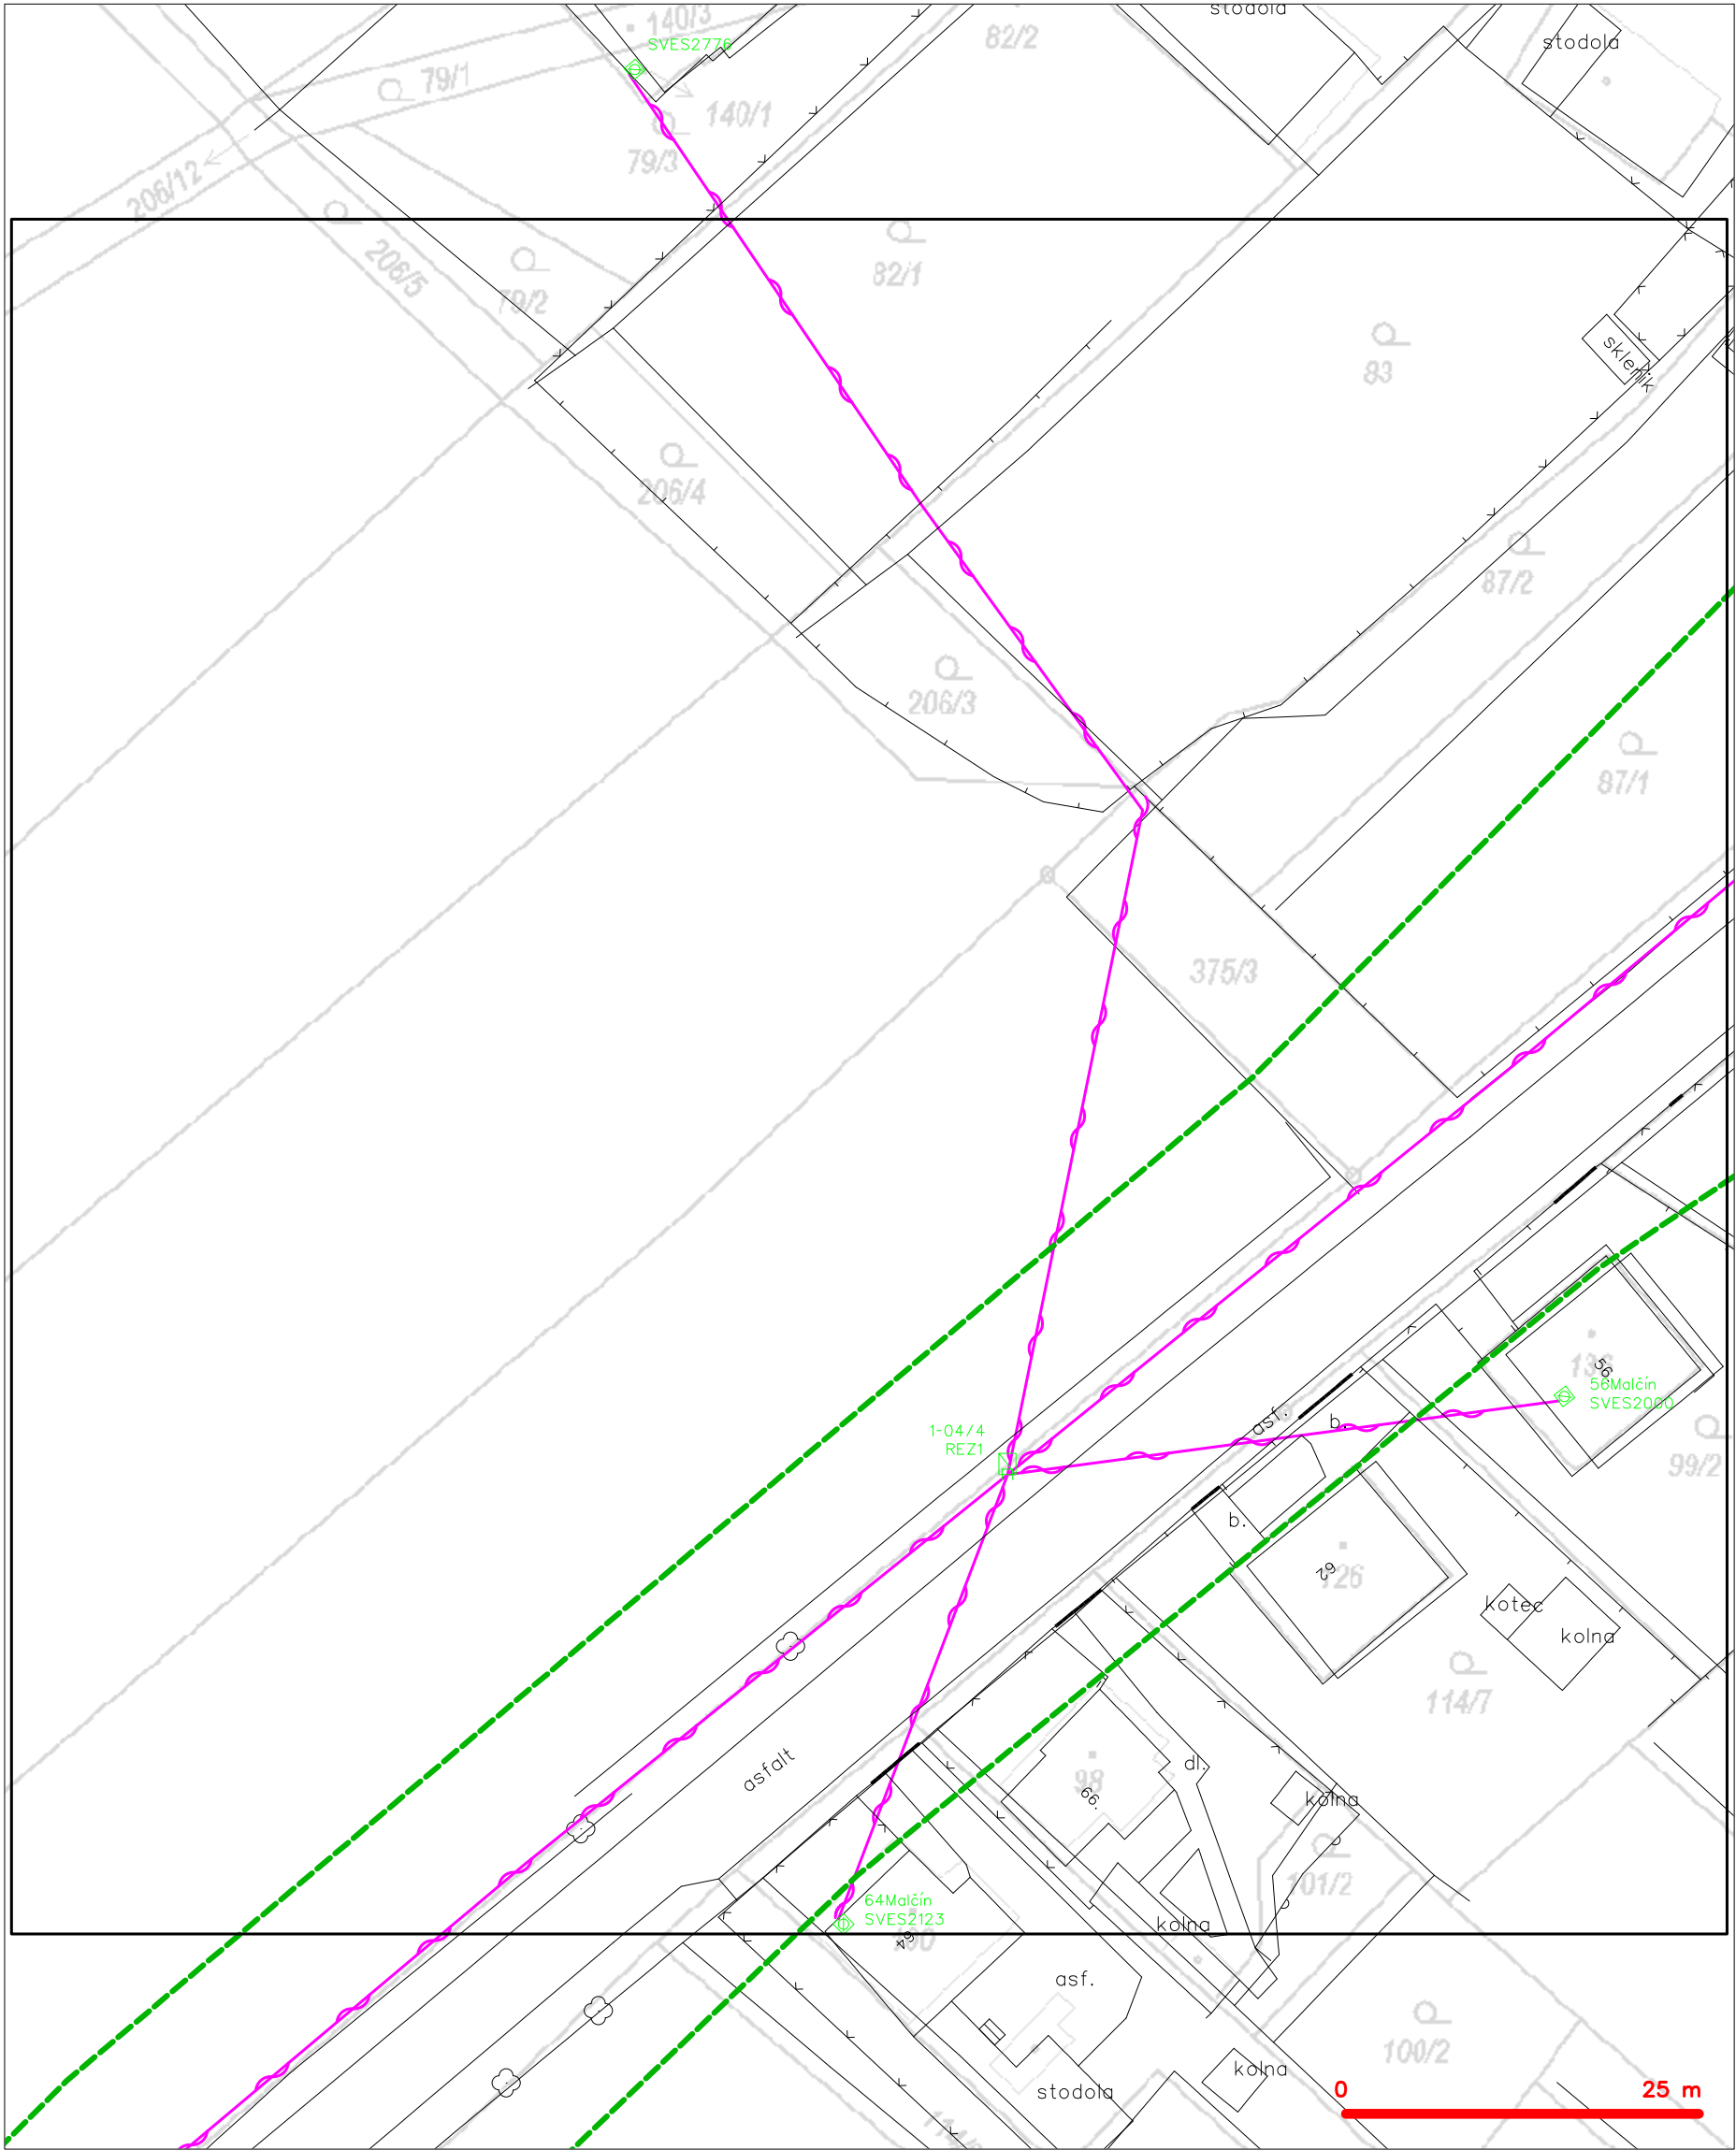 stodola
140/3
82/2
SVES2776
stodola
79/1
140/1
79/3
206/12
206/5
82/1
79/2
83
skleník
206/4
87/2
206/3
87/1
375/3
136
56.
56Malčín
SVES2000
asf.
b.
1-04/4
REZ1
99/2
b.
62
126
kotec
kolna
114/7
asfalt
dl.
98
66.
kolna
101/2
64Malčín
SVES2123
kolna
64
asf.
100/2
kolna
stodola
0
25 m